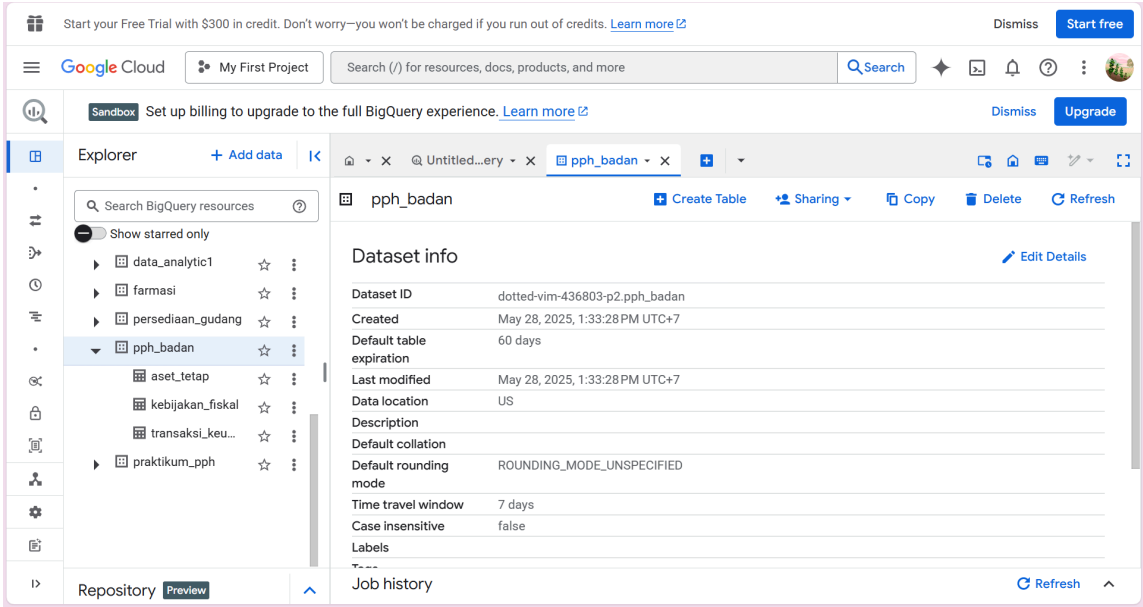 Start your Free Trial with $300 in credit. Don't worry—you won't be charged if you run out of credits. Learn more
Dismiss
Start free
Google Cloud
My First Project
Search (/) for resources, docs, products, and more
Search
Sandbox Set up billing to upgrade to the full BigQuery experience. Learn more
Dismiss
Upgrade
Explorer
+ Add data
Search BigQuery resources
Show starred only
data_analytic1
farmasi
persediaan_gudang
pph_badan
aset_tetap
kebijakan_fiskal
transaksi_keu...
praktikum_pph
Repository Preview
Untitled...ery
pph_badan
pph_badan
Create Table
Sharing
Copy
Delete
Refresh
Dataset info
Edit Details
Dataset ID dotted-vim-436803-p2.pph_badan
Created May 28, 2025, 1:33:28 PM UTC+7
Default table expiration 60 days
Last modified May 28, 2025, 1:33:28 PM UTC+7
Data location US
Description
Default collation
Default rounding mode ROUNDING_MODE_UNSPECIFIED
Time travel window 7 days
Case insensitive false
Labels
Job history
Refresh